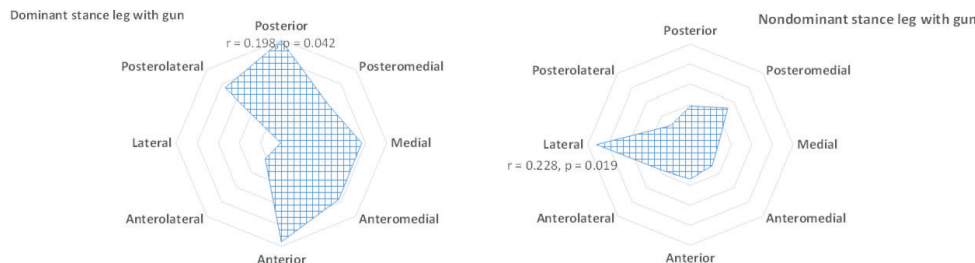 Dominant stance leg with gun
Posterior
r = 0.198, p = 0.042
Posterolateral
Posteromedial
Lateral
Medial
Anterolateral
Anteromedial
Anterior
Nondominant stance leg with gun
Posterior
Posterolateral
Posteromedial
Lateral
Medial
r = 0.228, p = 0.019
Anterolateral
Anteromedial
Anterior